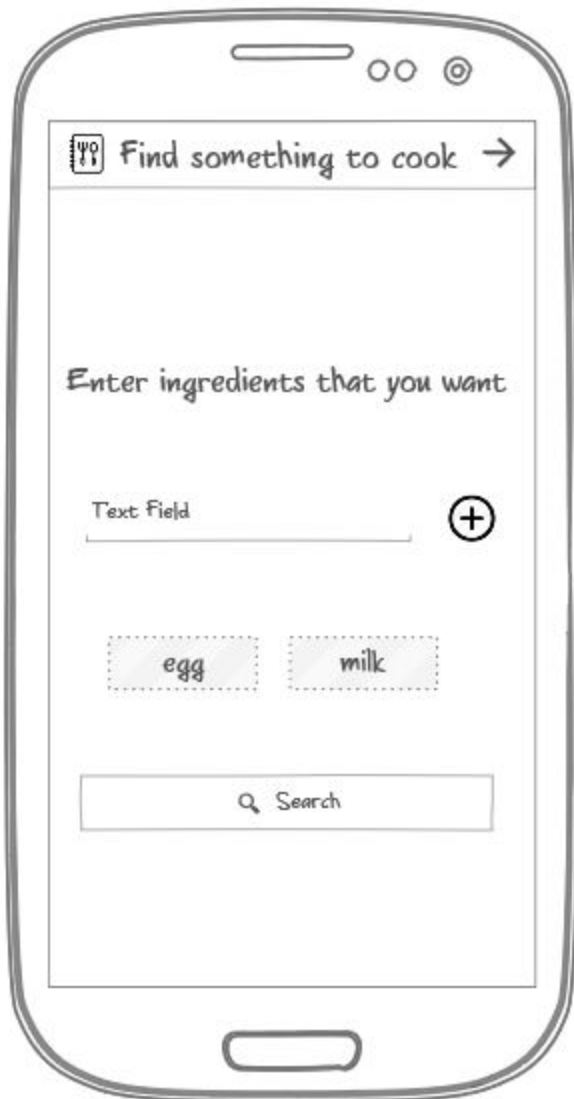 Find something to cook
Enter ingredients that you want
Text Field
egg milk
Search